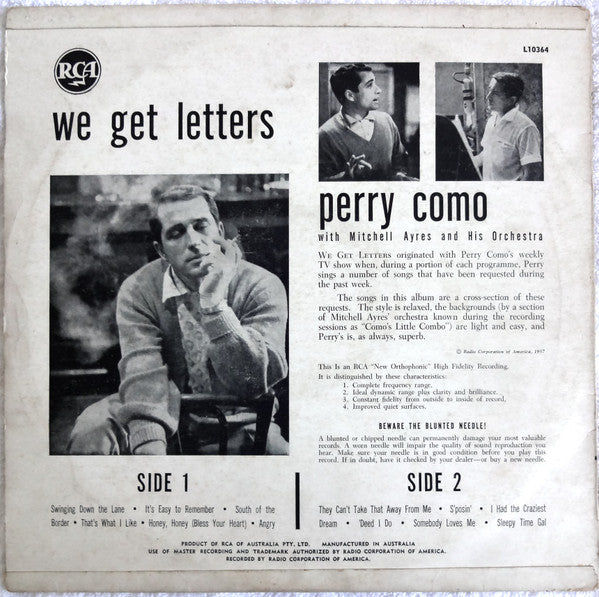 L10364
RCA
we get letters
perry como
with Mitchell Ayres and His Orchestra
We Get Letters originated with Perry Como's weekly
TV show when, during a portion of each programme, Perry
sings a number of songs that have been requested during
the past week.
The songs in this album are a cross-section of these
requests. The style is relaxed, the backgrounds (by a section
of Mitchell Ayres' orchestra known during the recording
sessions as "Como's Little Combo") are light and easy, and
Perry's is, as always, superb.
© Radio Corporation of America, 1957
This Is an RCA "New Orthophonic" High Fidelity Recording.
It is distinguished by these characteristics:
1. Complete frequency range.
2. Ideal dynamic range plus clarity and brilliance.
3. Constant fidelity from outside to inside of record,
4. Improved quiet surfaces.
BEWARE THE BLUNTED NEEDLE!
A blunted or chipped needle can permanently damage your most valuable
records. A worn needle will impair the quality of sound reproduction you
hear. Make sure your needle is in good condition before you play this
record. If in doubt, have it checked by your dealer—or buy a new needle.
SIDE 1
Swinging Down the Lane • It's Easy to Remember • South of the
Border • That's What I Like • Honey, Honey (Bless Your Heart) • Angry
SIDE 2
They Can't Take That Away From Me • S'posin' • I Had the Craziest
Dream • 'Deed I Do • Somebody Loves Me • Sleepy Time Gal
PRODUCT OF RCA OF AUSTRALIA PTY. LTD. MANUFACTURED IN AUSTRALIA
USE OF MASTER RECORDING AND TRADEMARK AUTHORIZED BY RADIO CORPORATION OF AMERICA.
RECORDED BY RADIO CORPORATION OF AMERICA.